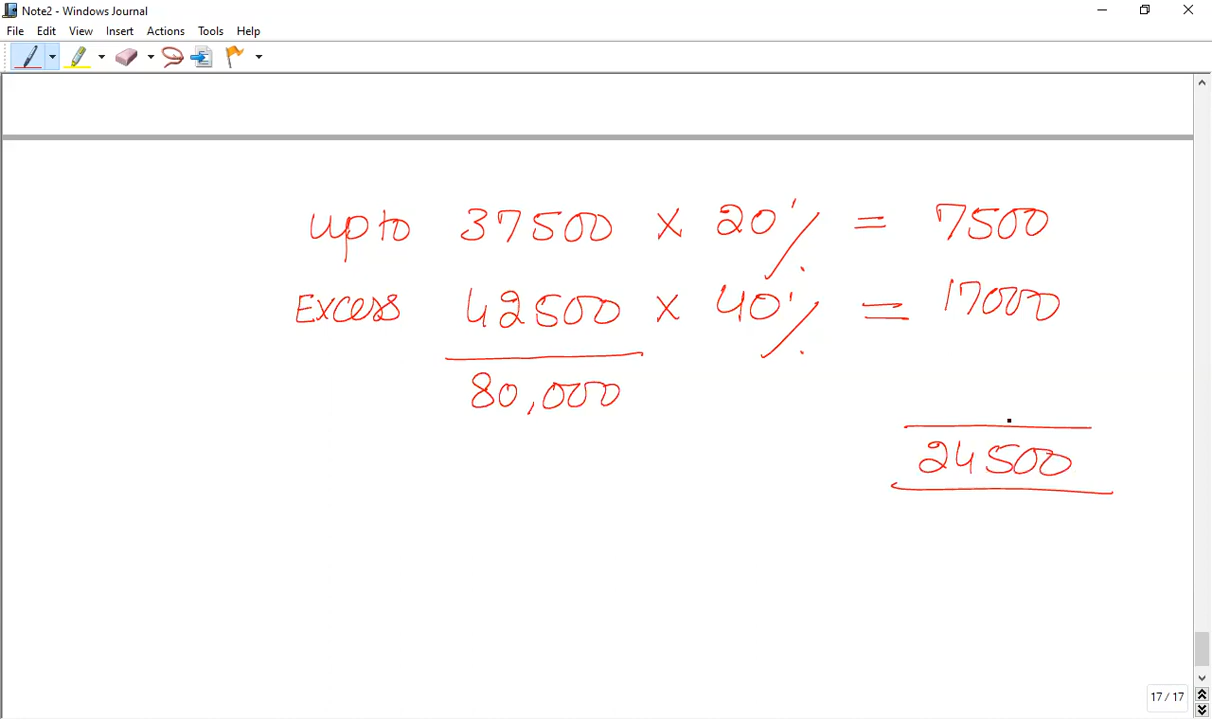 Note2 - Windows Journal
File Edit View Insert Actions Tools Help
upto 37500 x 20% = 7500
Excess 42500 x 40% = 17000
80,000
24500
17 / 17